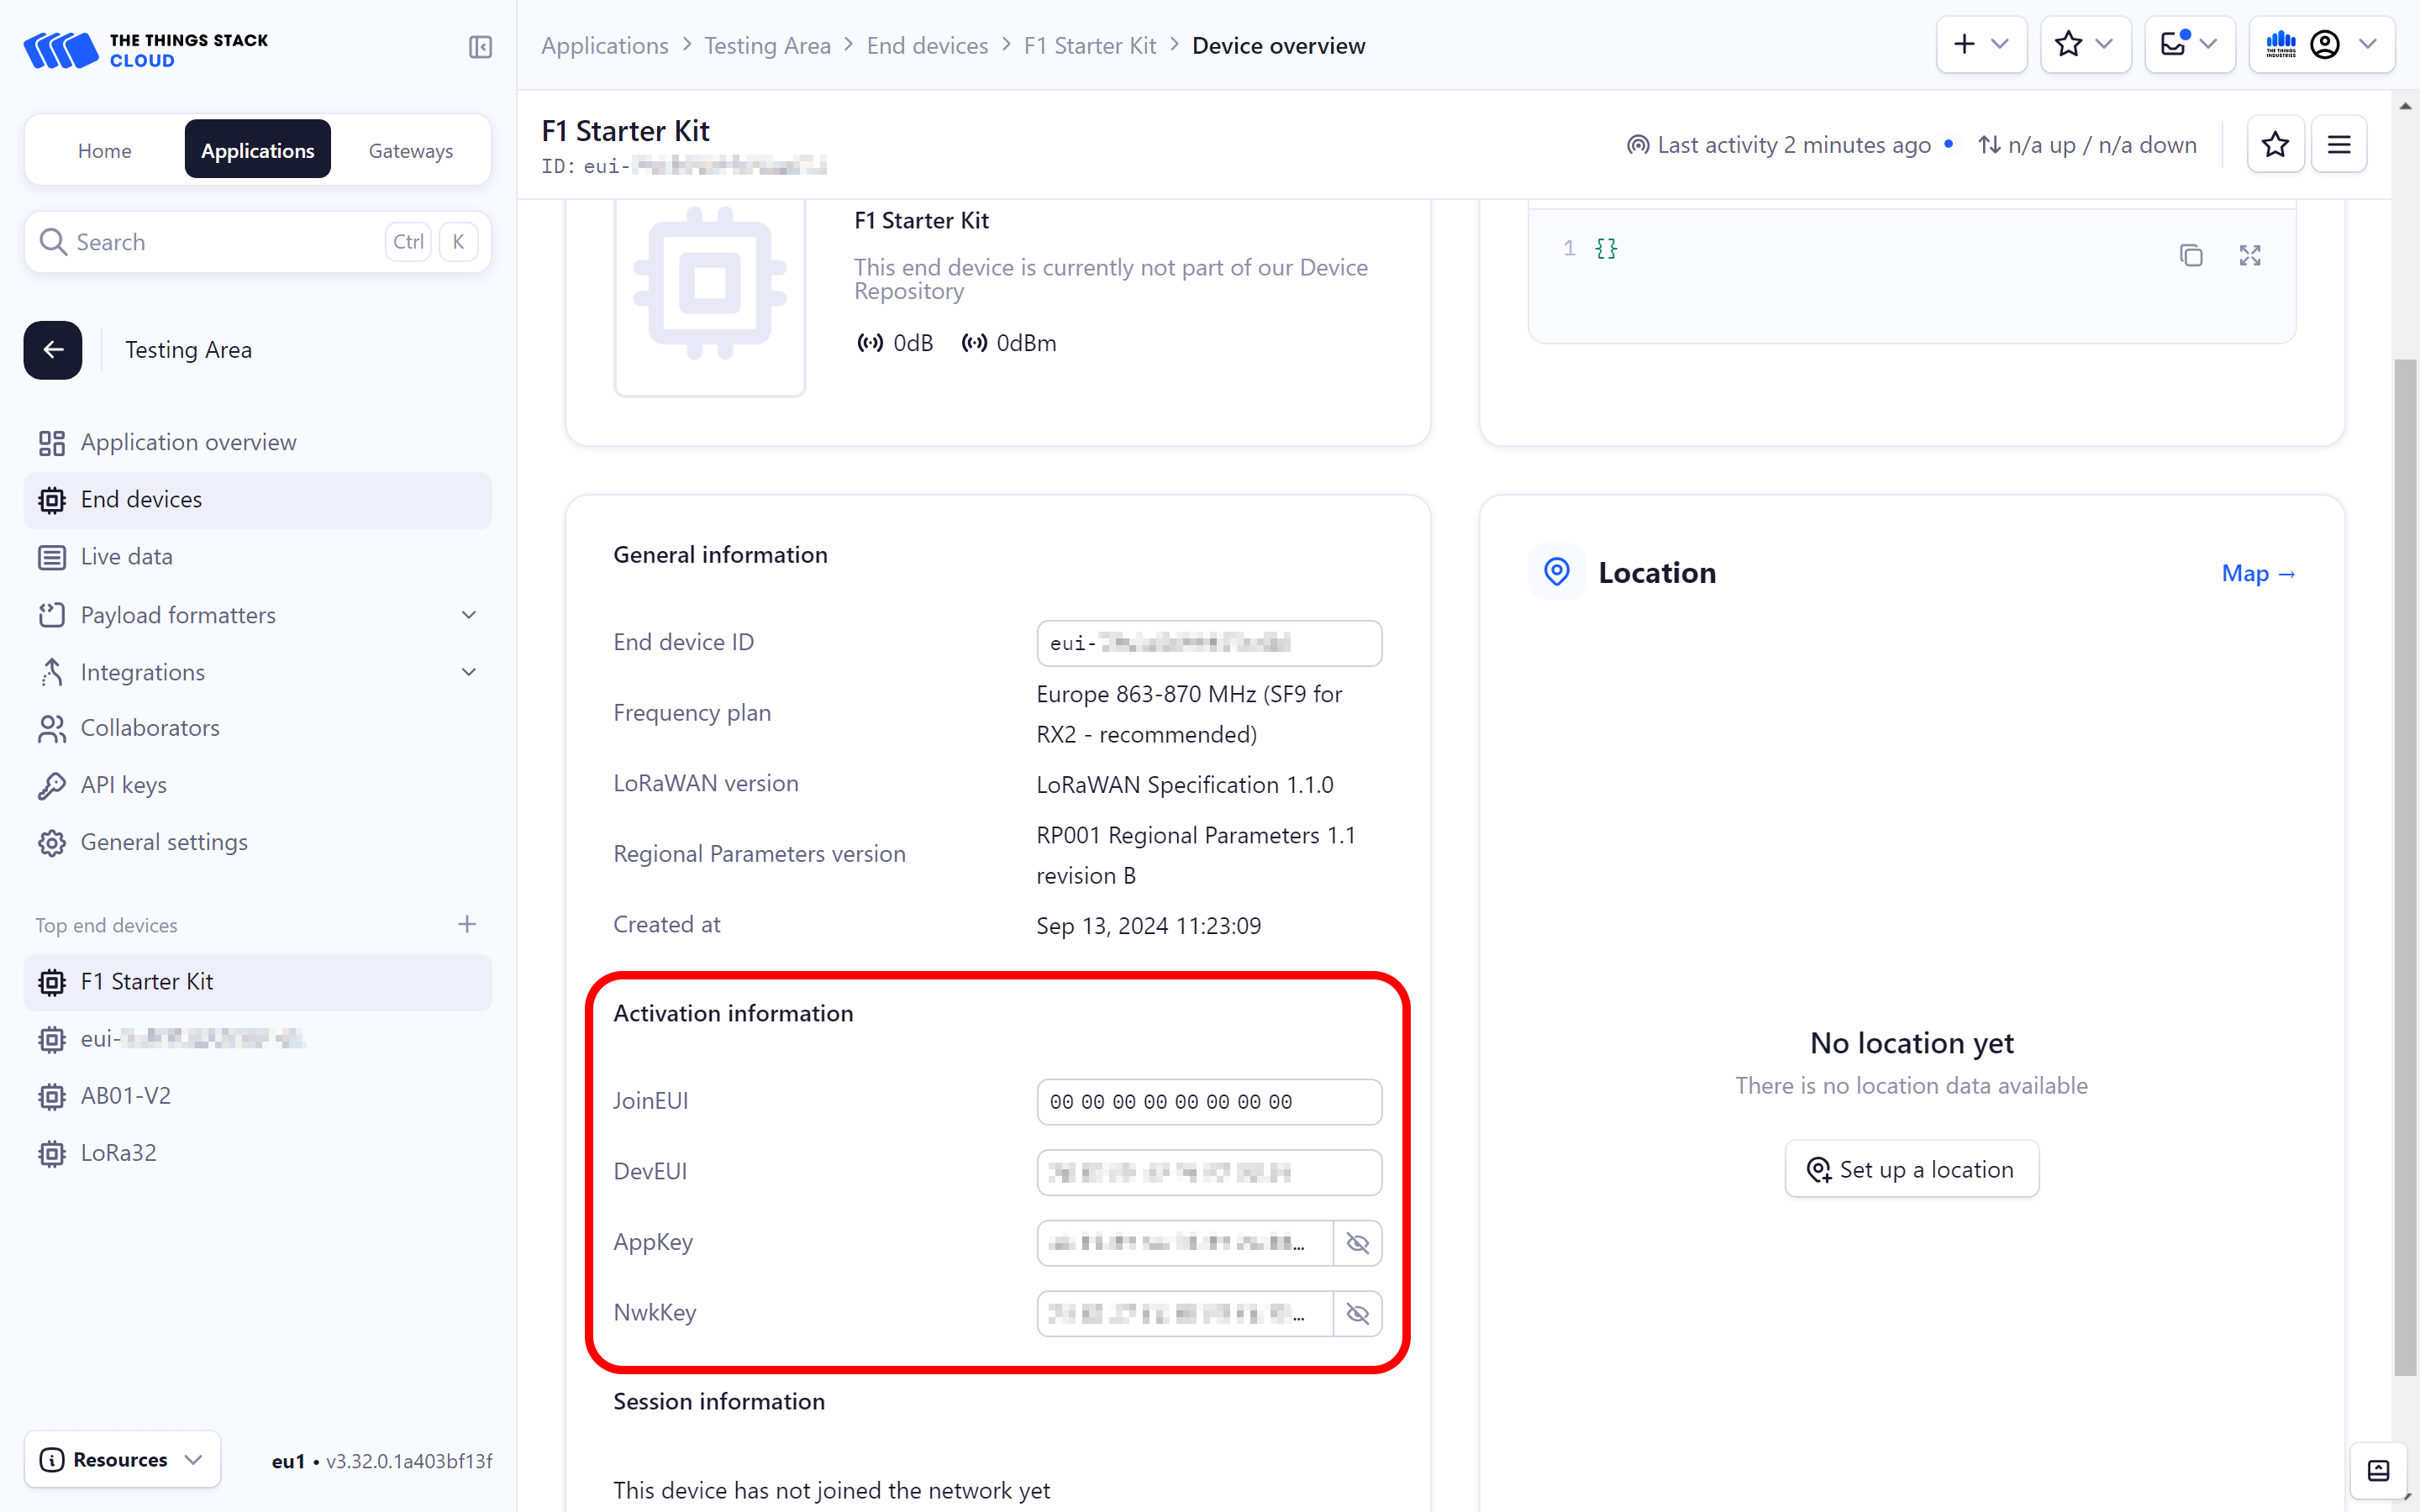 THE THINGS STACK
CLOUD
Home
Applications
Gateways
Search
Ctrl
K
Testing Area
Application overview
End devices
Live data
Payload formatters
Integrations
Collaborators
API keys
General settings
Top end devices
F1 Starter Kit
eui-
AB01-V2
LoRa32
Resources
eu1 • v3.32.0.1a403bf13f
Applications > Testing Area > End devices > F1 Starter Kit > Device overview
THE THINGS
INDUSTRIES
F1 Starter Kit
ID: eui-
Last activity 2 minutes ago
n/a up / n/a down
F1 Starter Kit
This end device is currently not part of our Device
Repository
0dB
0dBm
1 {}
General information
End device ID
eui-
Frequency plan
Europe 863-870 MHz (SF9 for
RX2 - recommended)
LoRaWAN version
LoRaWAN Specification 1.1.0
Regional Parameters version
RP001 Regional Parameters 1.1
revision B
Created at
Sep 13, 2024 11:23:09
Activation information
JoinEUI
00 00 00 00 00 00 00 00
DevEUI
AppKey
...
NwkKey
...
Session information
This device has not joined the network yet
Location
Map →
No location yet
There is no location data available
Set up a location